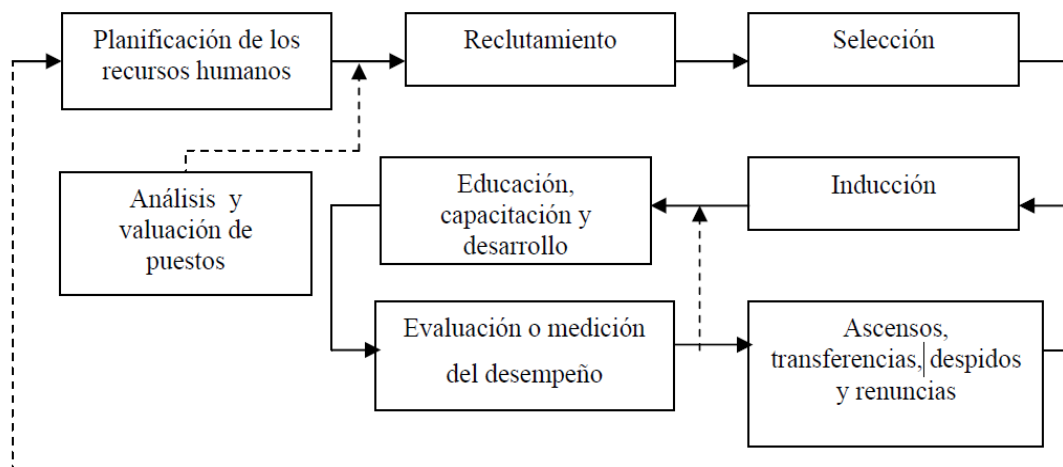 Planificación de los
recursos humanos
Reclutamiento
Selección
Análisis y
valuación de
puestos
Educación,
capacitación y
desarrollo
Inducción
Evaluación o medición
del desempeño
Ascensos,
transferencias, despidos
y renuncias